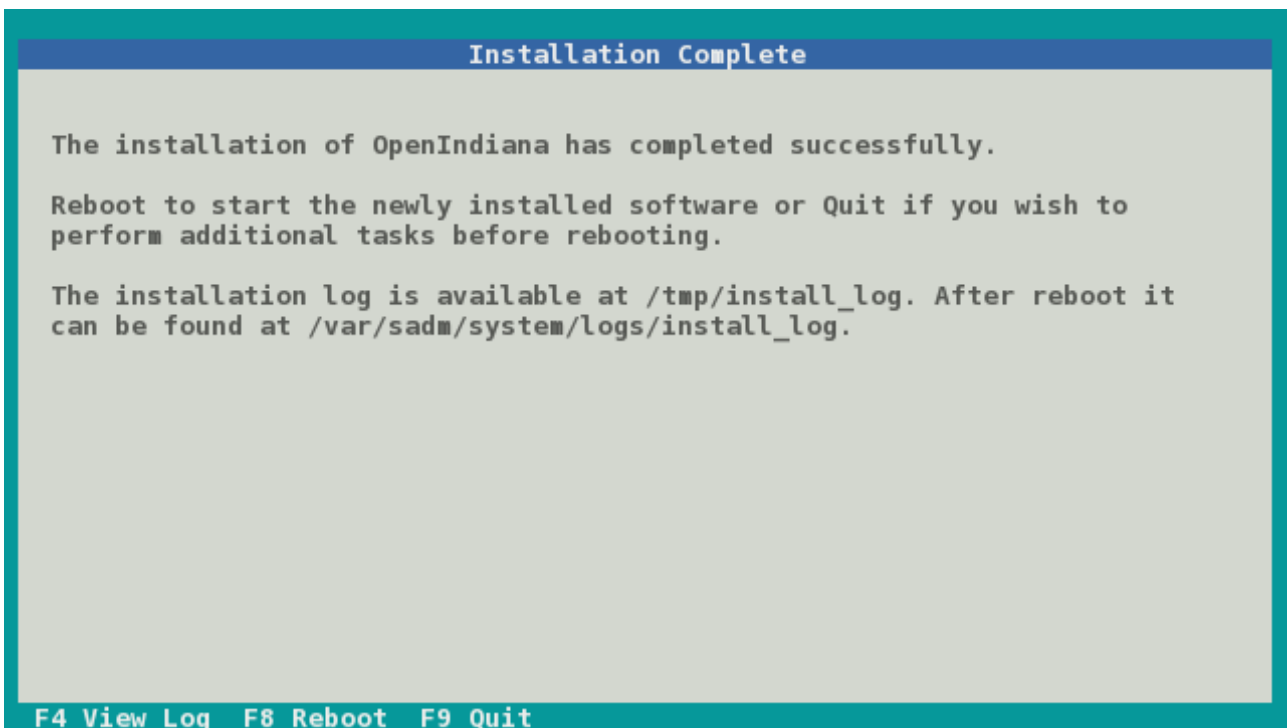 Installation Complete
The installation of OpenIndiana has completed successfully.
Reboot to start the newly installed software or Quit if you wish to
perform additional tasks before rebooting.
The installation log is available at /tmp/install_log. After reboot it
can be found at /var/sadm/system/logs/install_log.
F4 View Log F8 Reboot F9 Quit